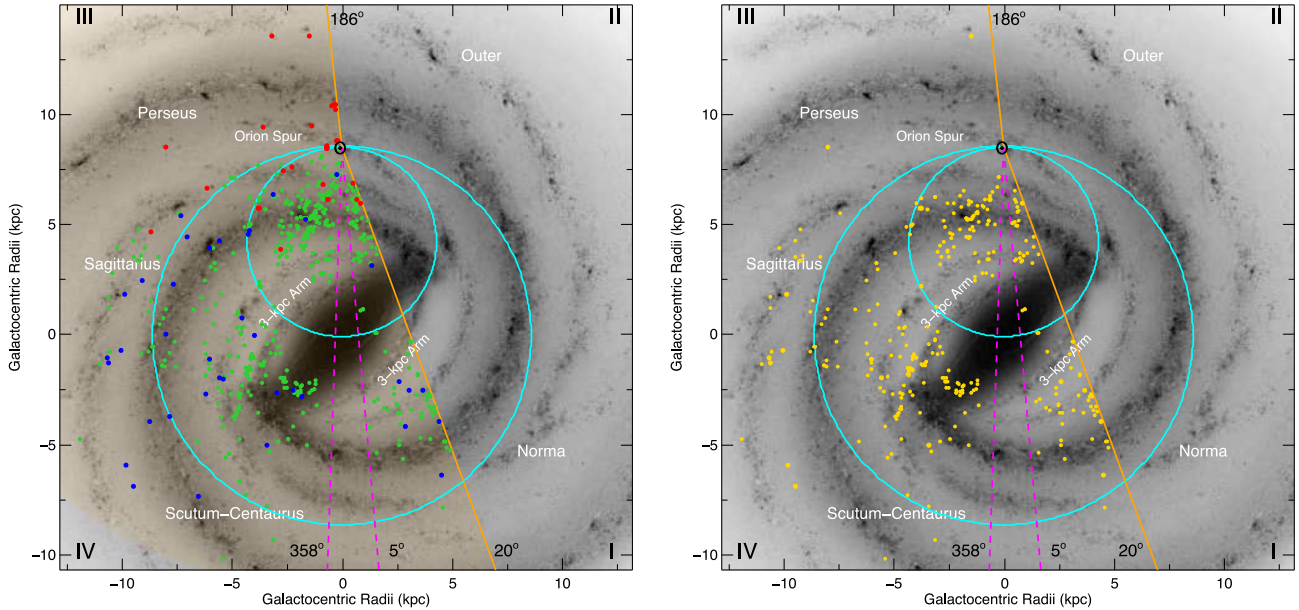 III
186°
II
Outer
Perseus
Orion Spur
Sagittarius
3-kpc Arm
3-kpc Arm
Norma
Scutum-Centaurus
IV
358°
5°
20°
I
10
5
0
-5
-10
-10
-5
0
5
10
Galactocentric Radii (kpc)
Galactocentric Radii (kpc)
III
186°
II
Outer
Perseus
Orion Spur
Sagittarius
3-kpc Arm
3-kpc Arm
Norma
Scutum-Centaurus
IV
358°
5°
20°
I
10
5
0
-5
-10
-10
-5
0
5
10
Galactocentric Radii (kpc)
Galactocentric Radii (kpc)